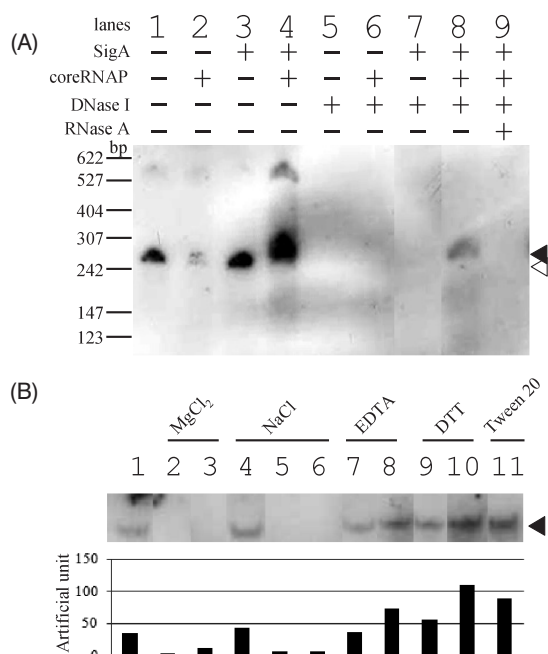 lanes 1 2 3 4 5 6 7 8 9
(A)
SigA − − + + − − + + +
coreRNAP − + − + − + − + +
DNase I − − − − + + + + +
RNase A − − − − − − − − +
bp
622
527
404
307
242
147
123
(B)
MgCl₂ NaCl EDTA DTT Tween 20
1 2 3 4 5 6 7 8 9 10 11
150
100
50
0
Artificial unit